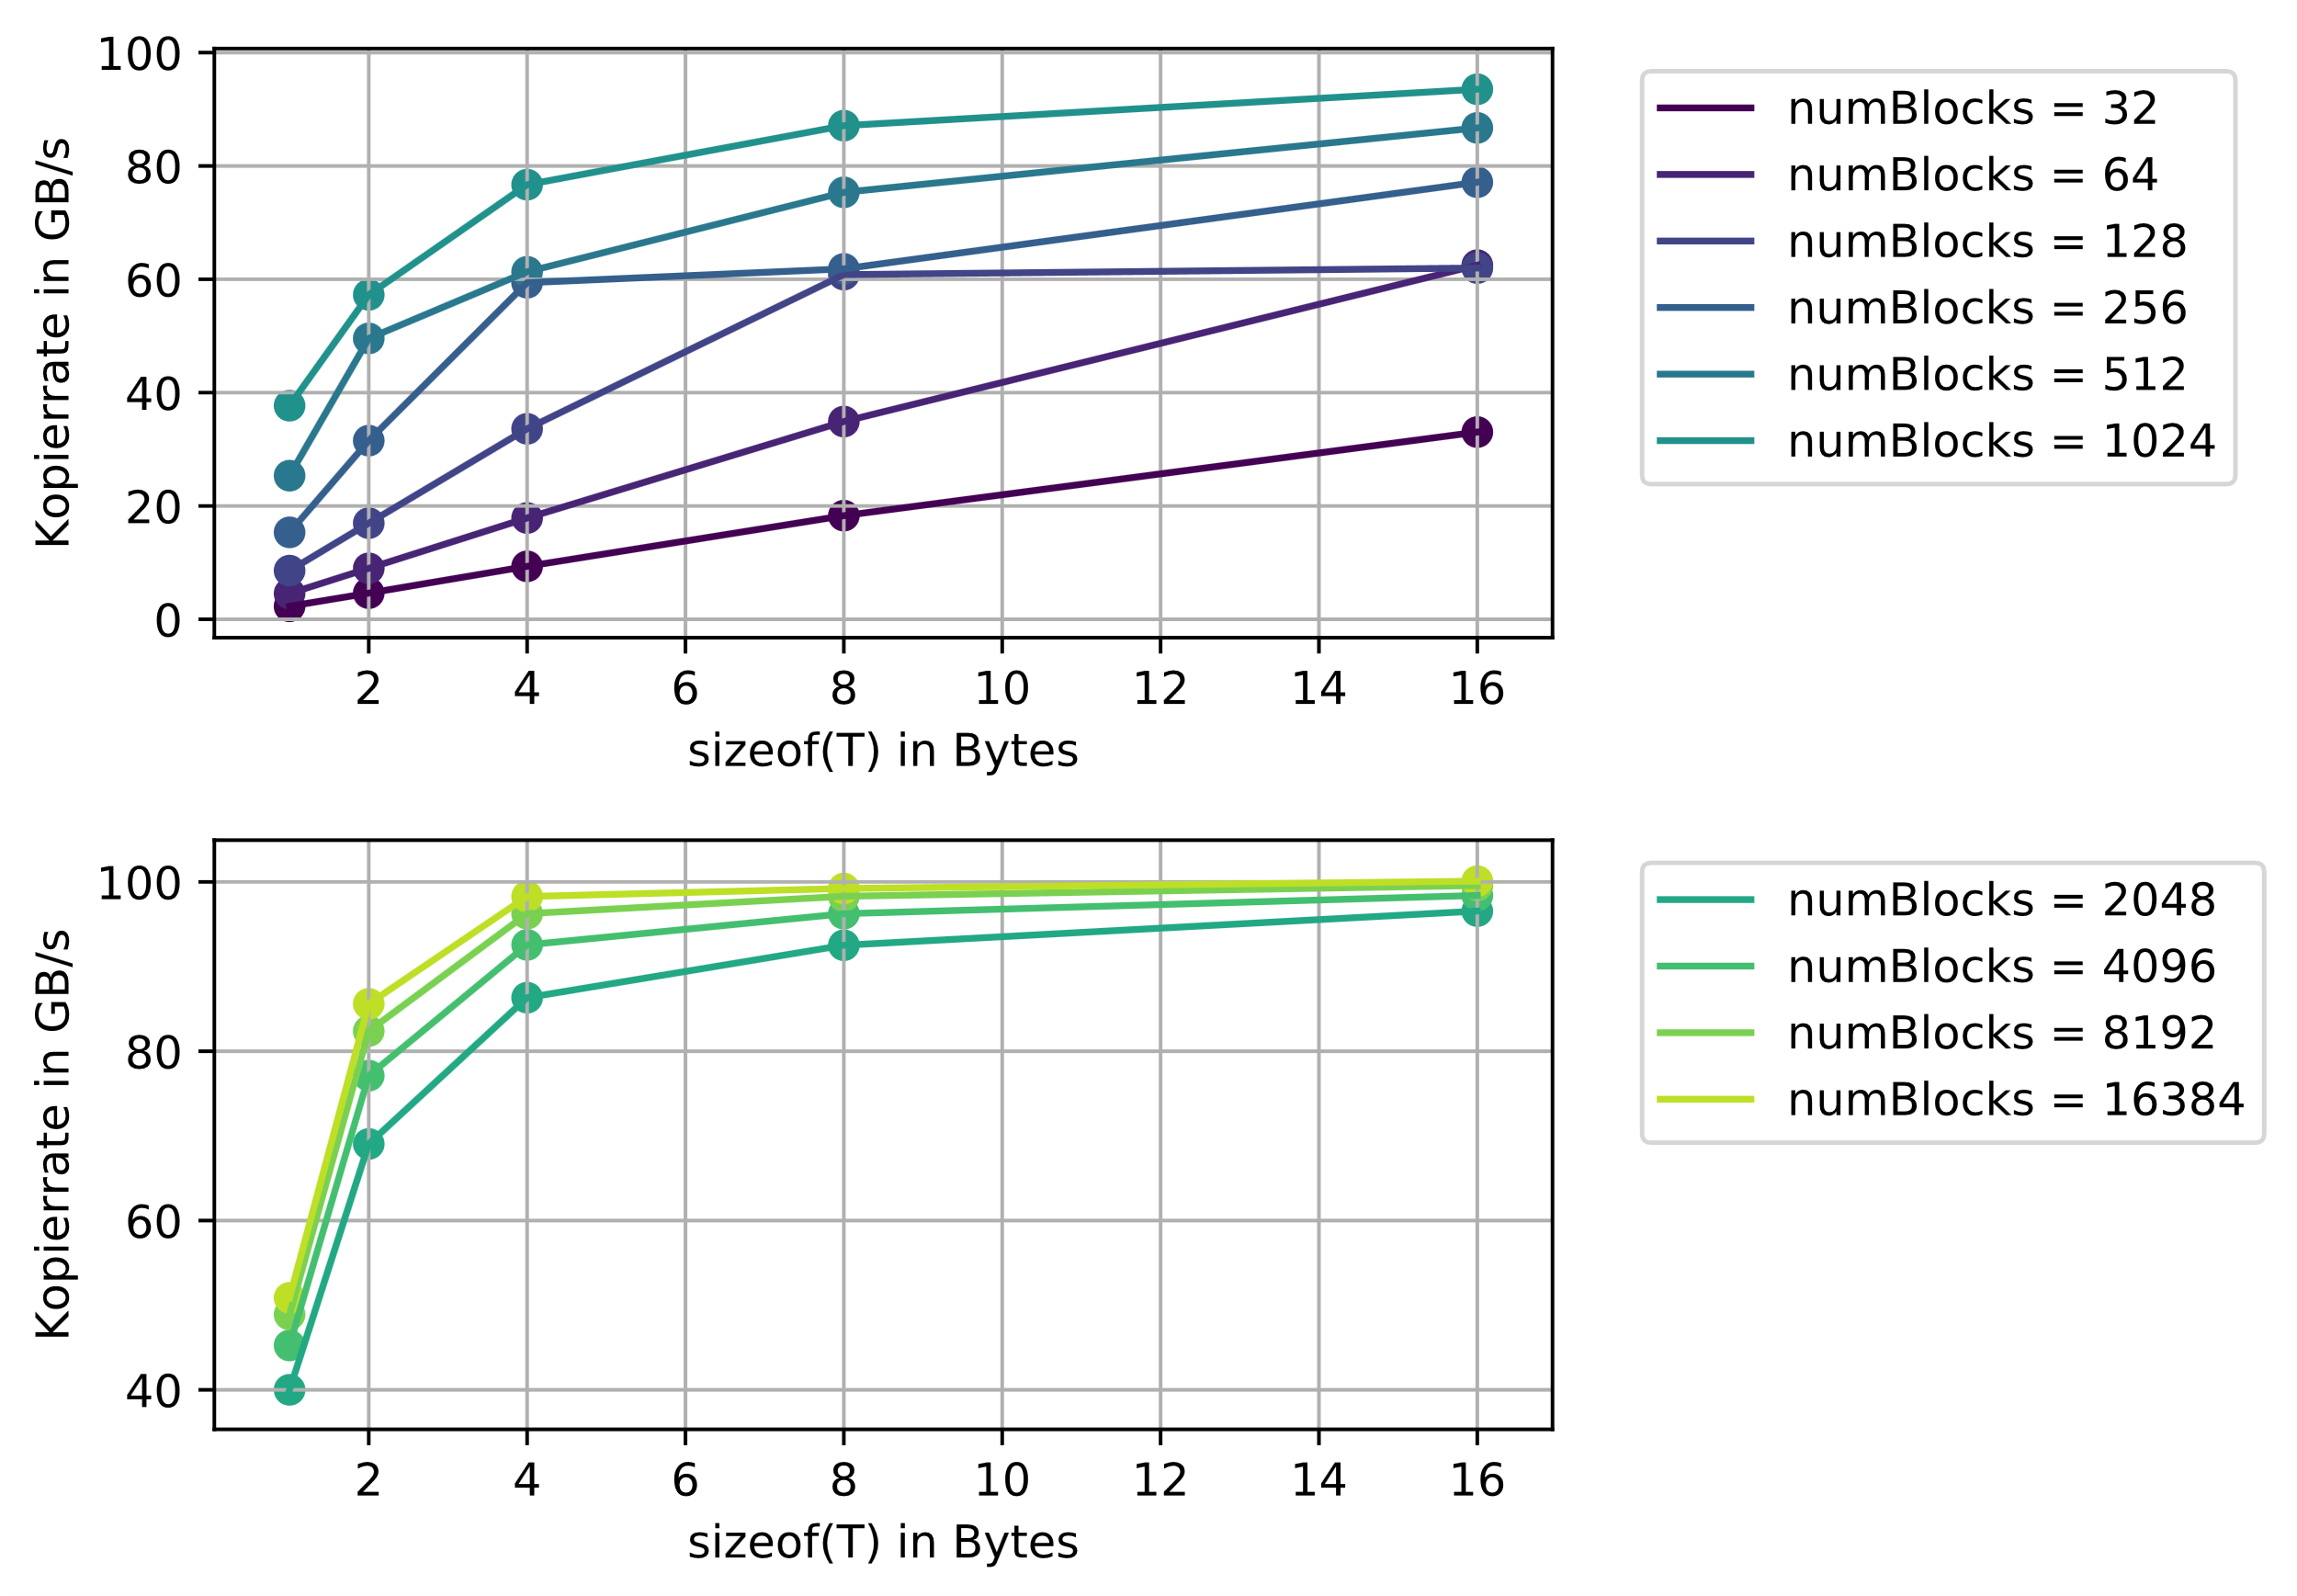 Kopierrate in GB/s
100
80
60
40
20
0
2 4 6 8 10 12 14 16
sizeof(T) in Bytes
numBlocks = 32
numBlocks = 64
numBlocks = 128
numBlocks = 256
numBlocks = 512
numBlocks = 1024
Kopierrate in GB/s
100
80
60
40
2 4 6 8 10 12 14 16
sizeof(T) in Bytes
numBlocks = 2048
numBlocks = 4096
numBlocks = 8192
numBlocks = 16384